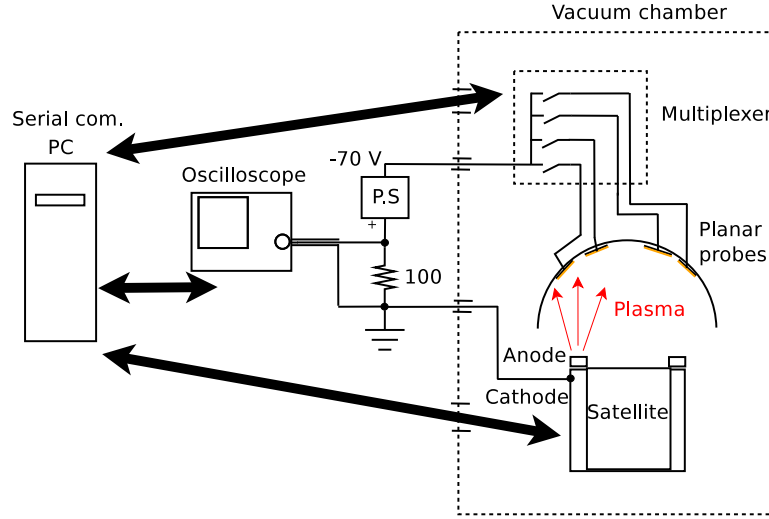 Vacuum chamber
Serial com.
PC
Multiplexer
-70 V
Oscilloscope
P.S
+
Planar
probes
100
Plasma
Anode
Cathode
Satellite